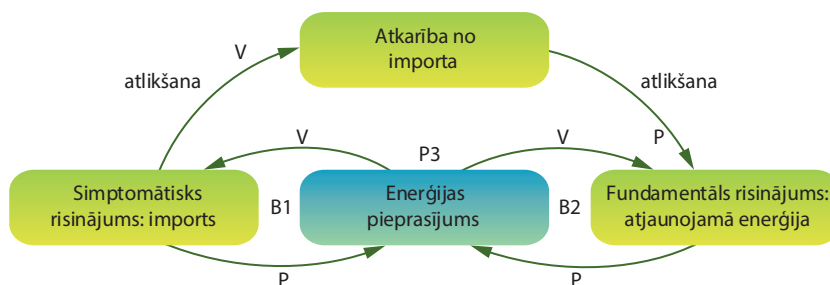 Atkarība no
importa
V
atlikšana
atlikšana
P
V
P3
V
Simptomātisks
risinājums: imports
B1
Enerģijas
pieprasījums
B2
Fundamentāls risinājums:
atjaunojamā enerģija
P
P